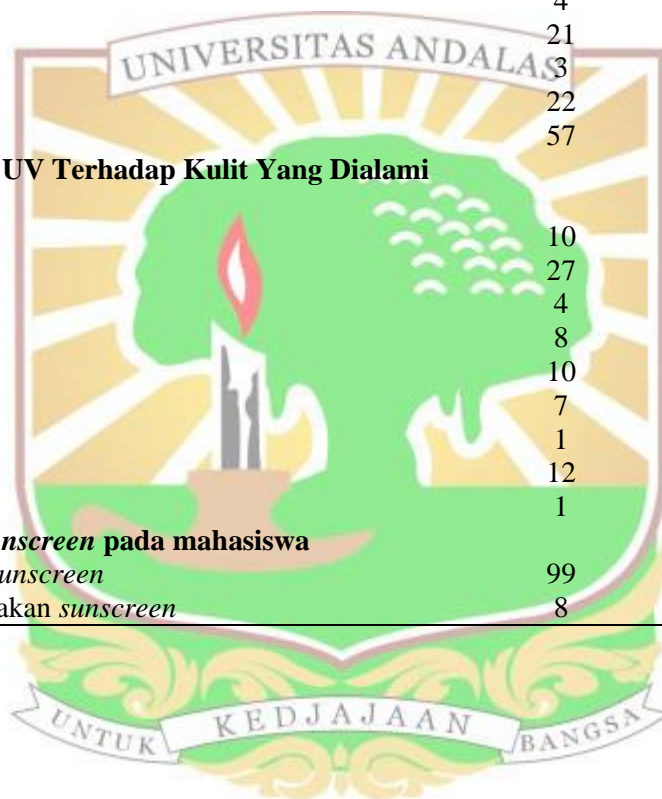 4
UNIVERSITAS ANDALAS
21
3
22
57
UV Terhadap Kulit Yang Dialami
10
27
4
8
10
7
1
12
1
nscreen pada mahasiswa
sunscreen 99
akan sunscreen 8
UNTUK KEDJAJAAN BANGSA